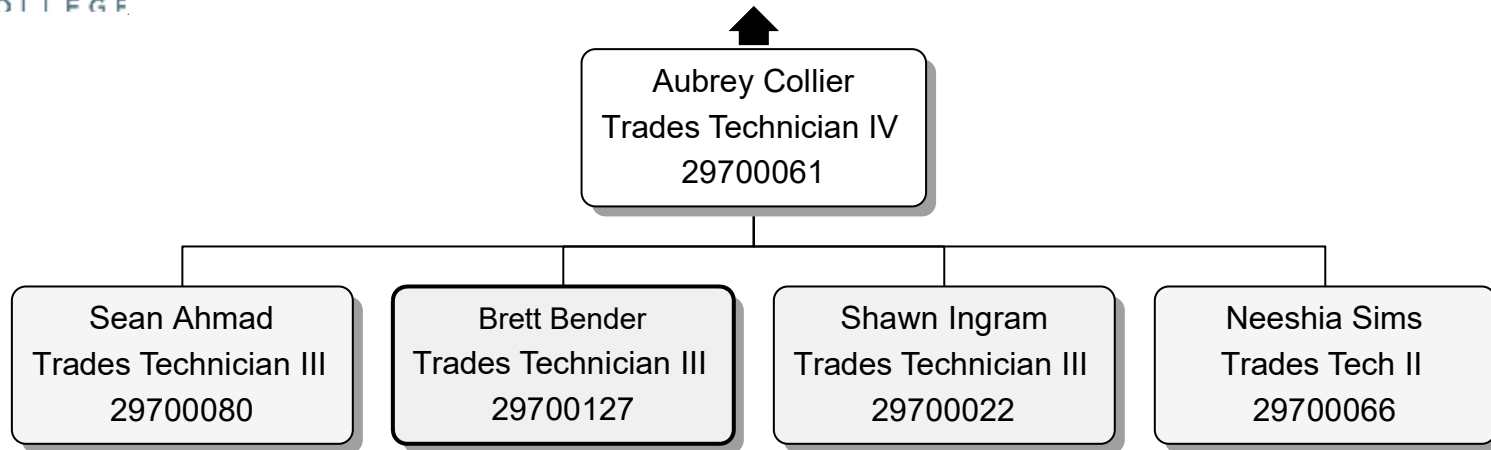 Aubrey Collier
Trades Technician IV
29700061
Sean Ahmad
Trades Technician III
29700080
Brett Bender
Trades Technician III
29700127
Shawn Ingram
Trades Technician III
29700022
Neeshia Sims
Trades Tech II
29700066